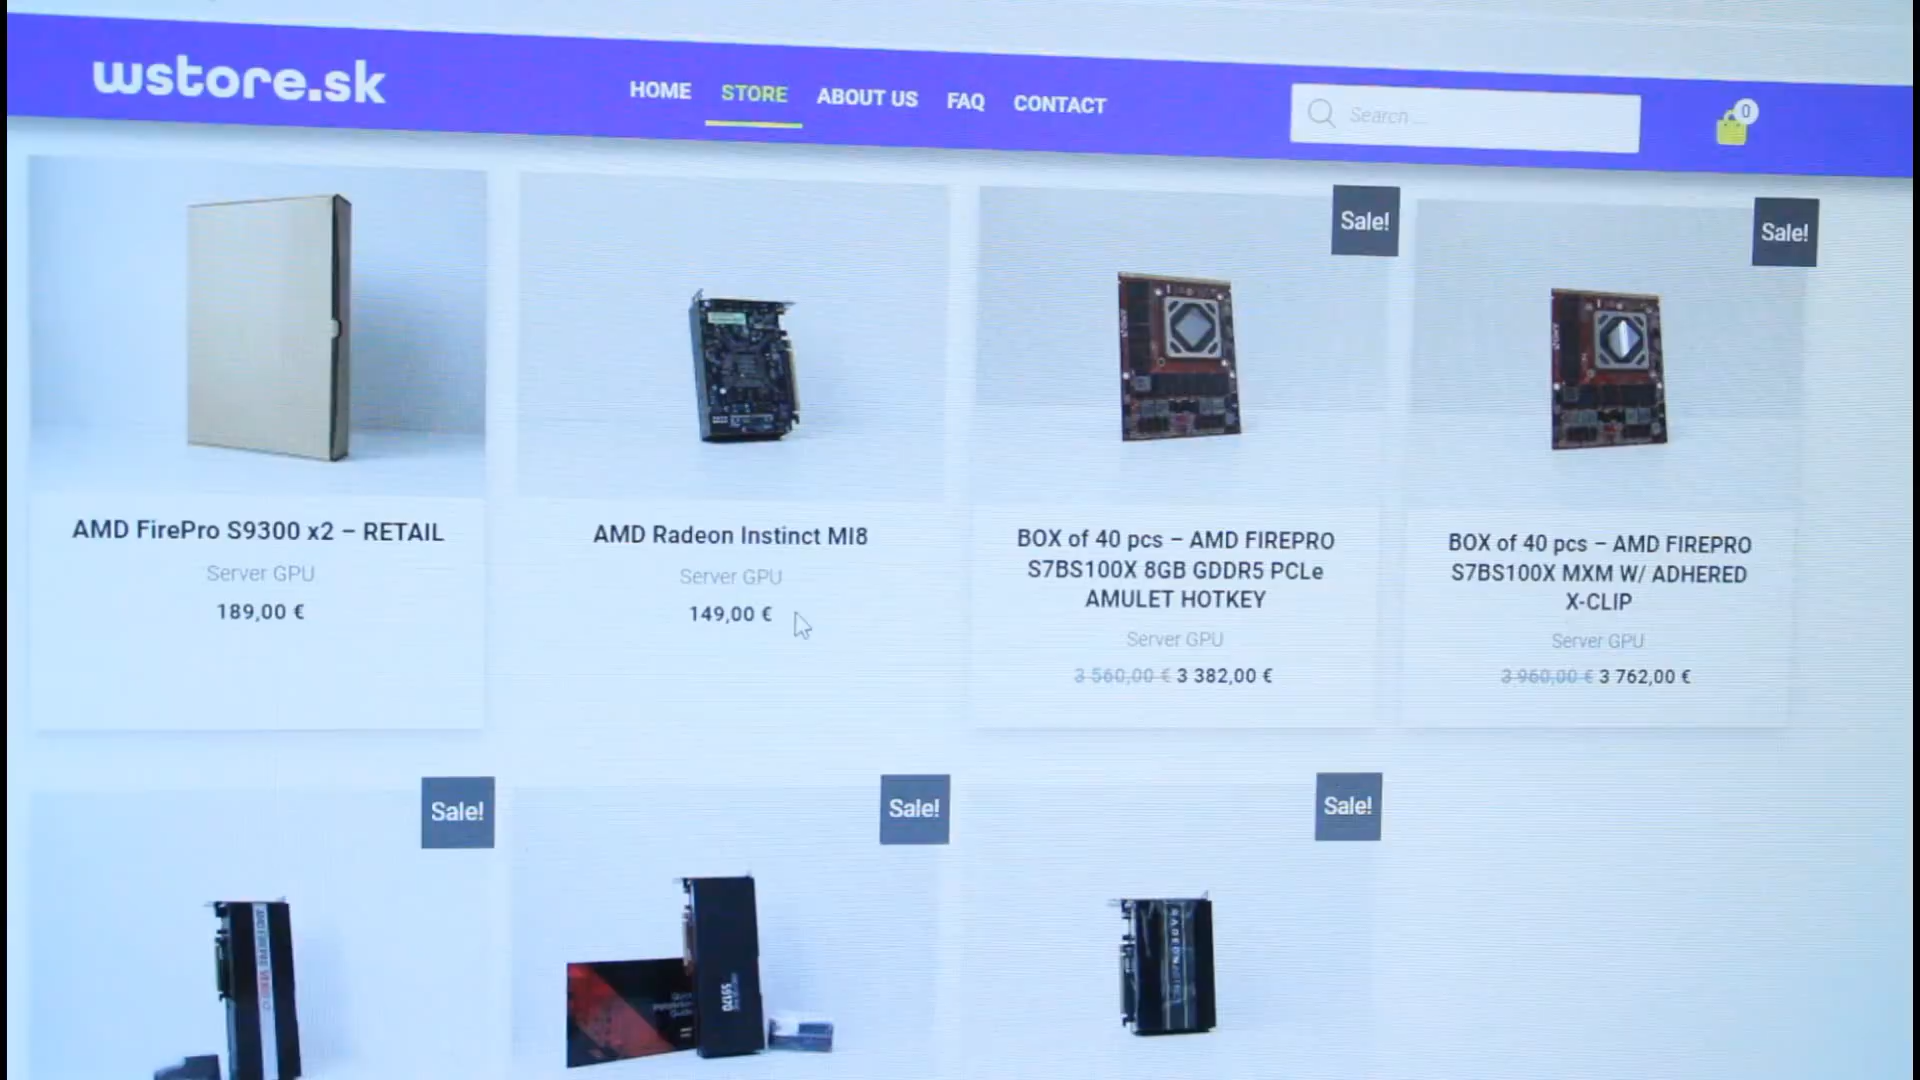 wstore.sk
HOME STORE ABOUT US FAQ CONTACT
Search ...
0
Sale!
Sale!
AMD FirePro S9300 x2 – RETAIL
Server GPU
189,00 €
AMD Radeon Instinct MI8
Server GPU
149,00 €
BOX of 40 pcs – AMD FIREPRO
S7BS100X 8GB GDDR5 PCLe
AMULET HOTKEY
Server GPU
3 560,00 € 3 382,00 €
BOX of 40 pcs – AMD FIREPRO
S7BS100X MXM W/ ADHERED
X-CLIP
Server GPU
3 960,00 € 3 762,00 €
Sale!
Sale!
Sale!
S9170